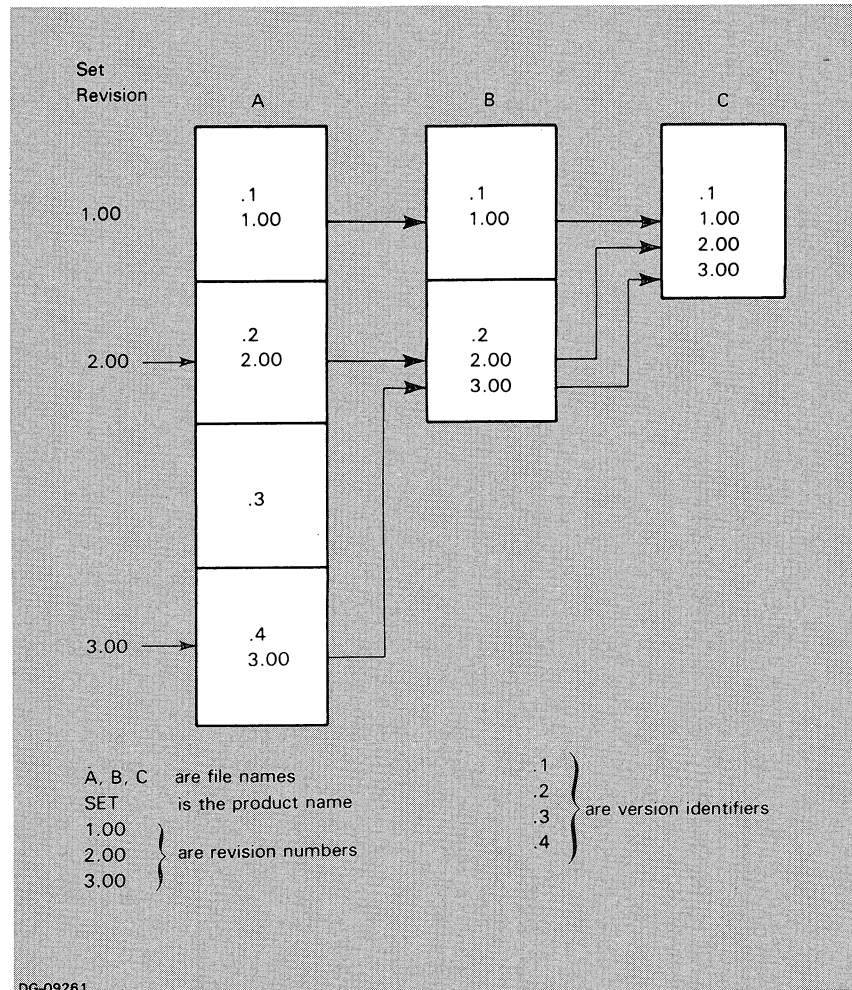 Set
Revision
A
B
C
1.00
.1
1.00
.1
1.00
.1
1.00
2.00
3.00
2.00
.2
2.00
.2
2.00
3.00
.3
3.00
.4
3.00
A, B, C are file names
SET is the product name
1.00
2.00
3.00
are revision numbers
.1
.2
.3
.4
are version identifiers
DG-09261